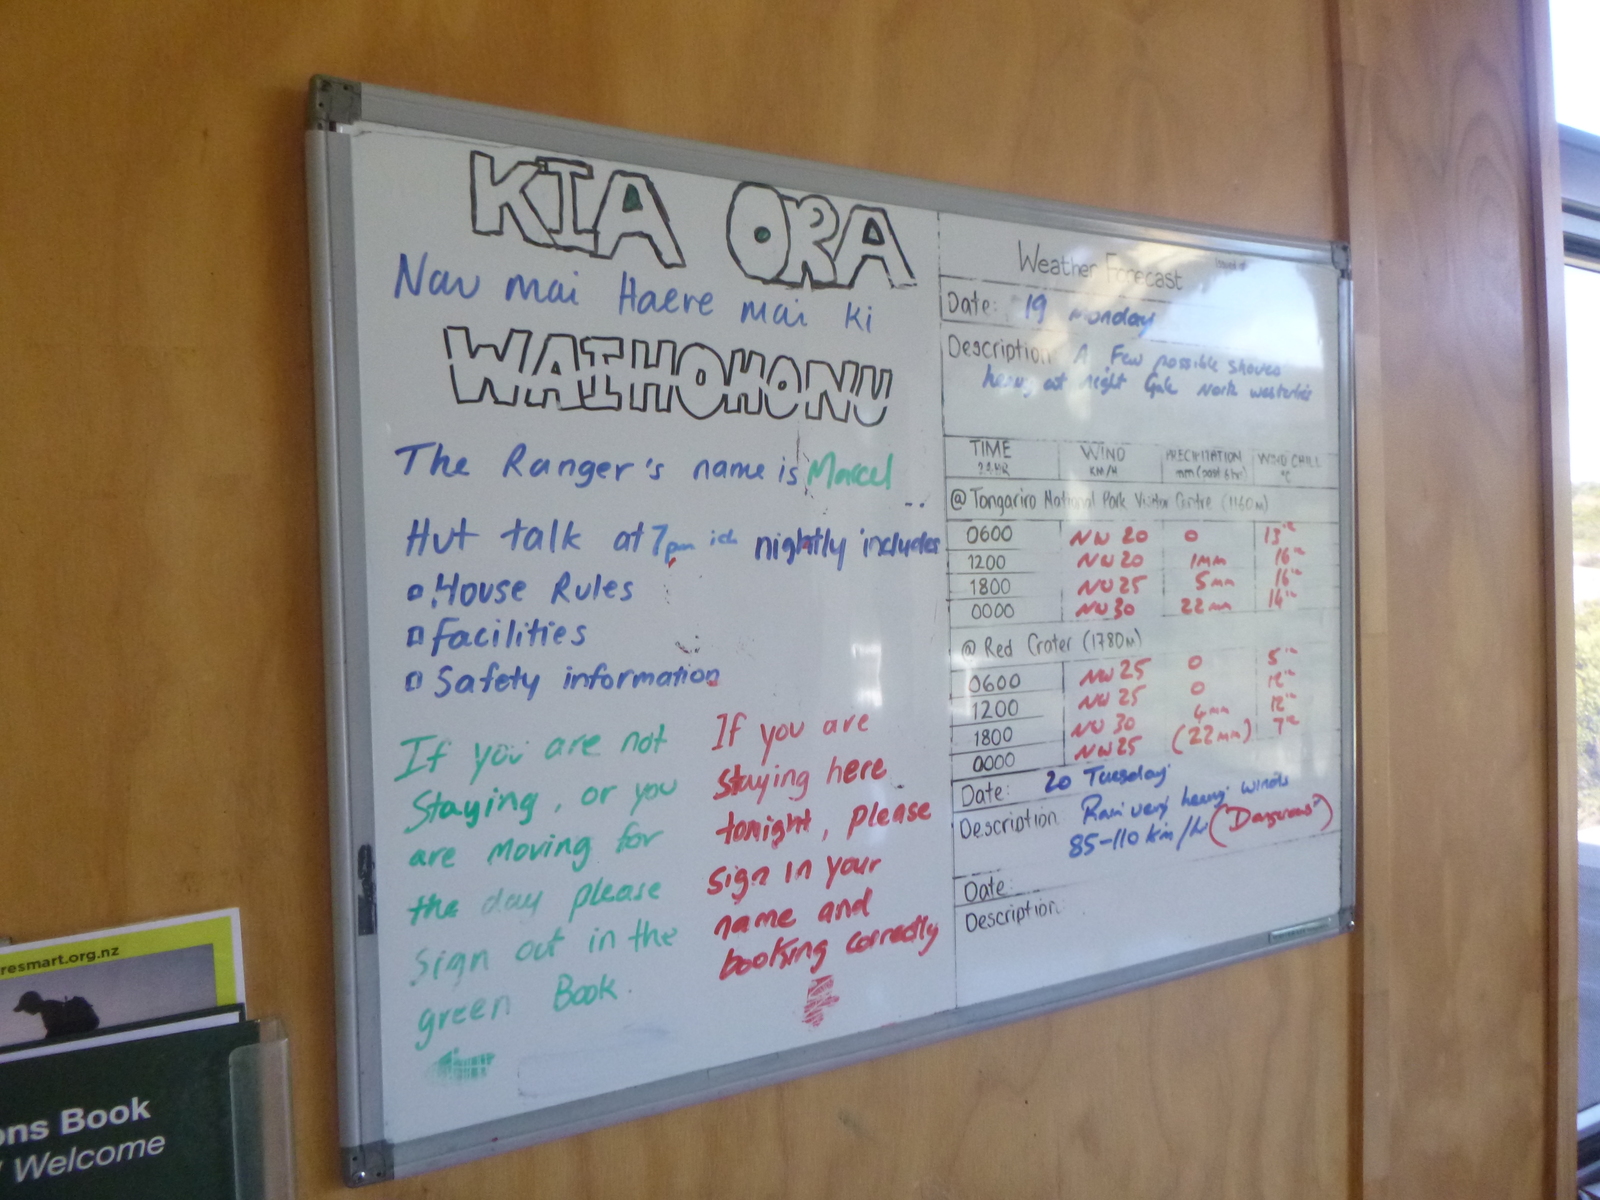 KIA ORA
Nau mai Haere mai ki
WAIHOHONU
The Ranger's name is Marcel
Hut talk at 7pm nightly includes
House Rules
Facilities
Safety information
If you are not
staying, or you
are moving for
the day please
sign out in the
green Book
If you are
staying here
tonight, please
sign in your
name and
booking correctly
Weather Forecast
Date: 19 Monday
Description: A Few possible showers
heavy at night Gale North westerlies
TIME WIND PRECIPITATION WIND CHILL
24HR KM/H mm (past 6 hr) °C
@ Tongariro National Park Visitor Centre (1160m)
0600 NW 20 0 13°C
1200 NW 20 1mm 16°C
1800 NW 25 5mm 16°C
0000 NW 30 22mm 14°C
@ Red Crater (1780m)
0600 NW 25 0 5°C
1200 NW 25 0 12°C
1800 NW 30 4mm 12°C
0000 NW 25 (22mm) 7°C
Date: 20 Tuesday
Description: Rain very heavy winds
85-110 km/h ("Dangerous")
Date:
Description:
resmart.org.nz
ons Book
Welcome